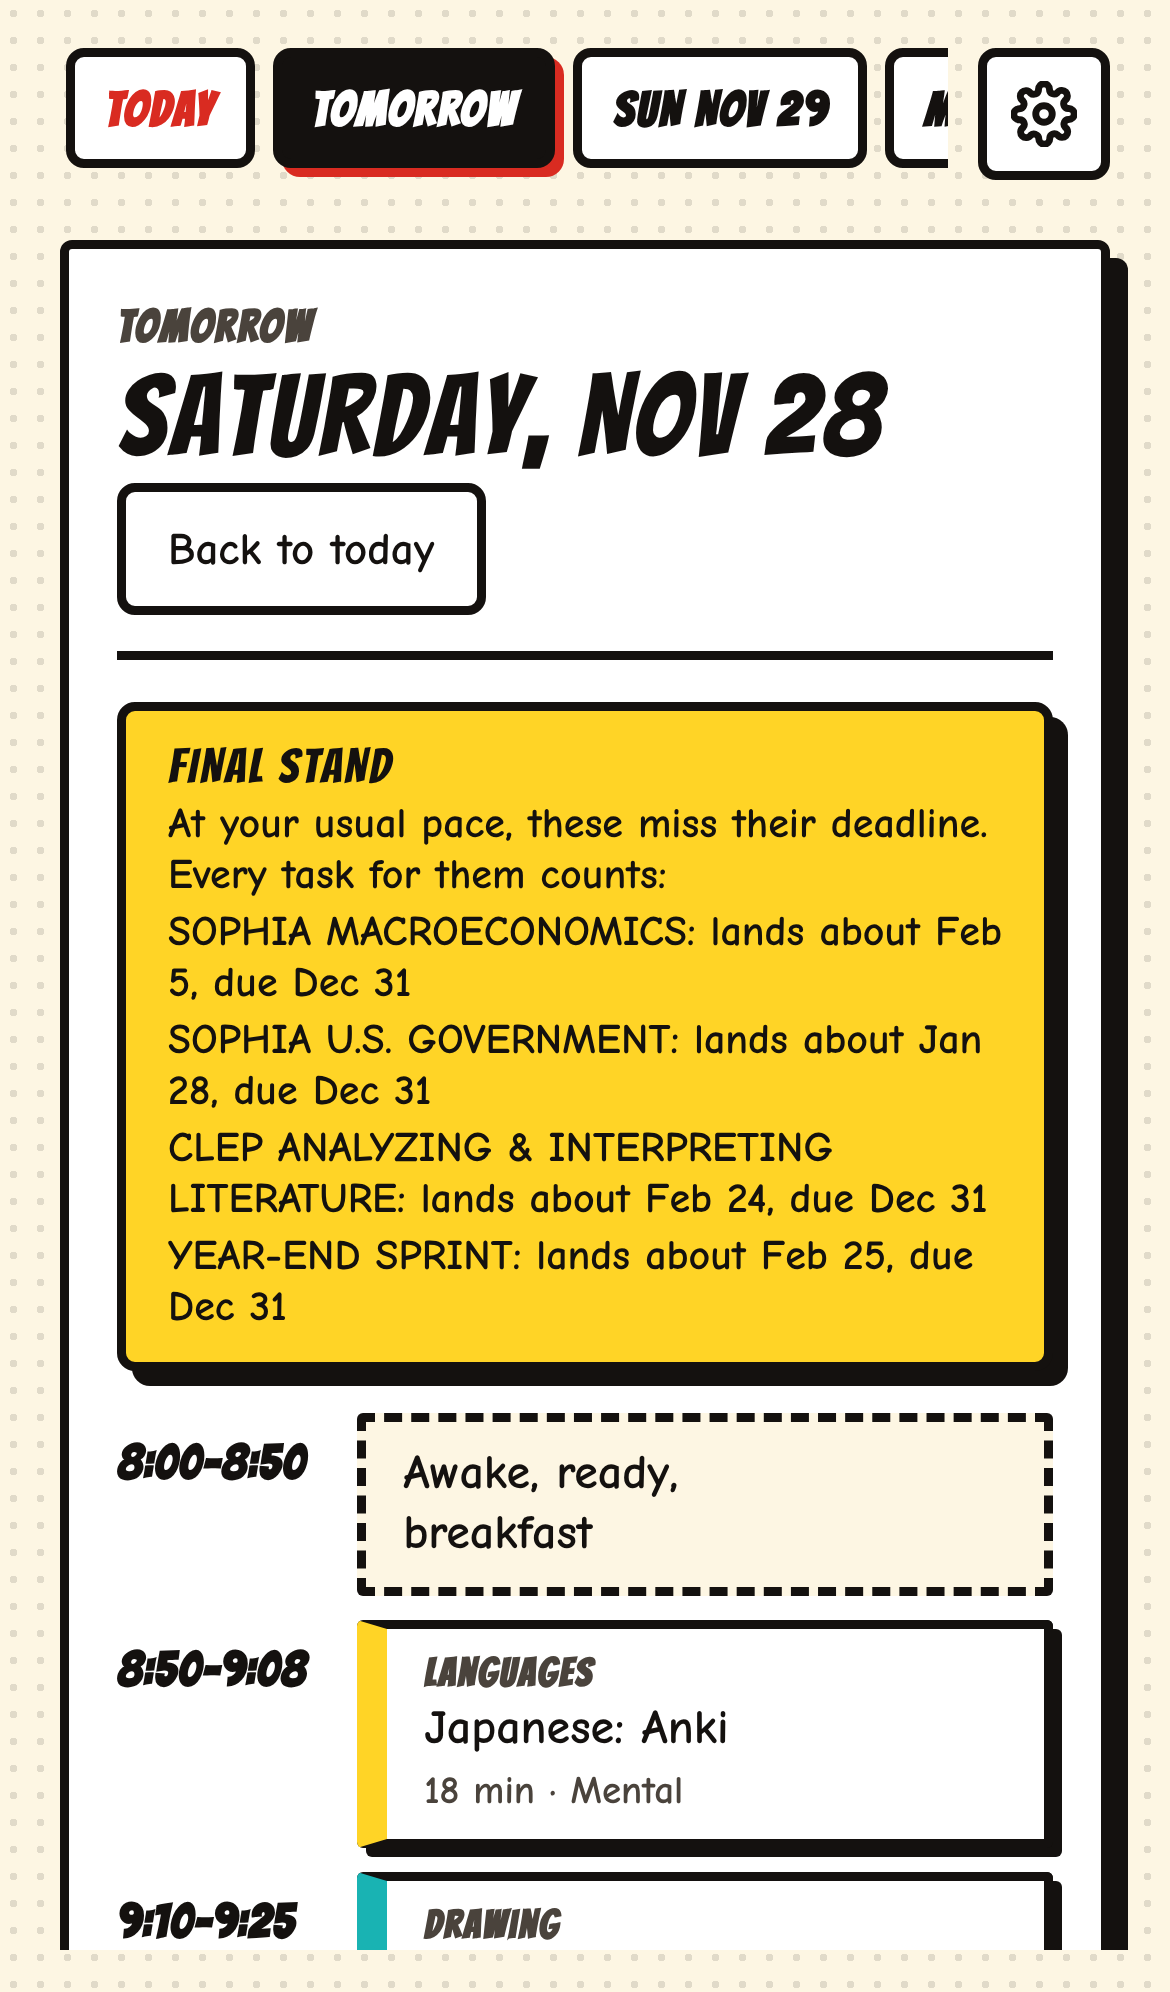 TODAY
TOMORROW
SUN NOV 29
TOMORROW
SATURDAY, NOV 28
Back to today
FINAL STAND
At your usual pace, these miss their deadline.
Every task for them counts:
SOPHIA MACROECONOMICS: lands about Feb
5, due Dec 31
SOPHIA U.S. GOVERNMENT: lands about Jan
28, due Dec 31
CLEP ANALYZING & INTERPRETING
LITERATURE: lands about Feb 24, due Dec 31
YEAR-END SPRINT: lands about Feb 25, due
Dec 31
8:00-8:50
Awake, ready,
breakfast
8:50-9:08
LANGUAGES
Japanese: Anki
18 min · Mental
9:10-9:25
DRAWING